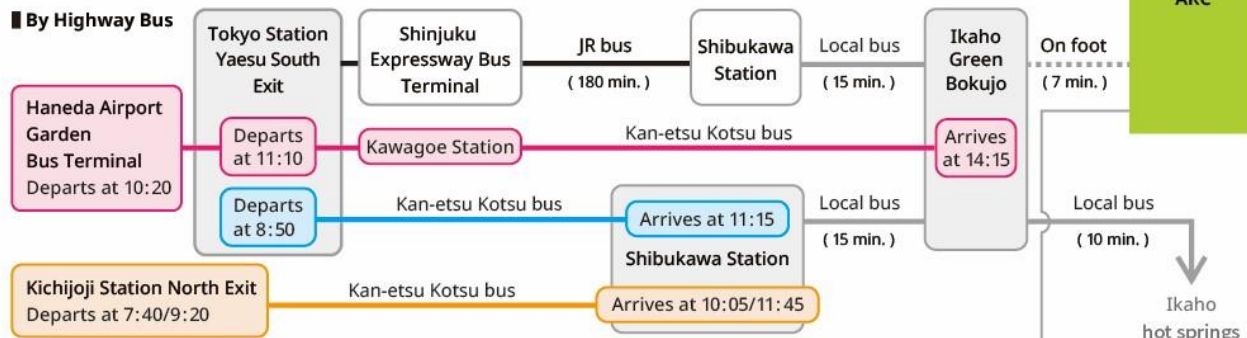 By Highway Bus
ARC
Tokyo Station
Yaesu South
Exit
Shinjuku
Expressway Bus
Terminal
JR bus
( 180 min. )
Shibukawa
Station
Local bus
( 15 min. )
Ikaho
Green
Bokujo
On foot
( 7 min. )
Haneda Airport
Garden
Bus Terminal
Departs at 10:20
Departs
at 11:10
Kawagoe Station
Kan-etsu Kotsu bus
Arrives
at 14:15
Departs
at 8:50
Kan-etsu Kotsu bus
Arrives at 11:15
Shibukawa Station
Local bus
( 15 min. )
Local bus
( 10 min. )
Kichijoji Station North Exit
Departs at 7:40/9:20
Kan-etsu Kotsu bus
Arrives at 10:05/11:45
Ikaho
hot springs